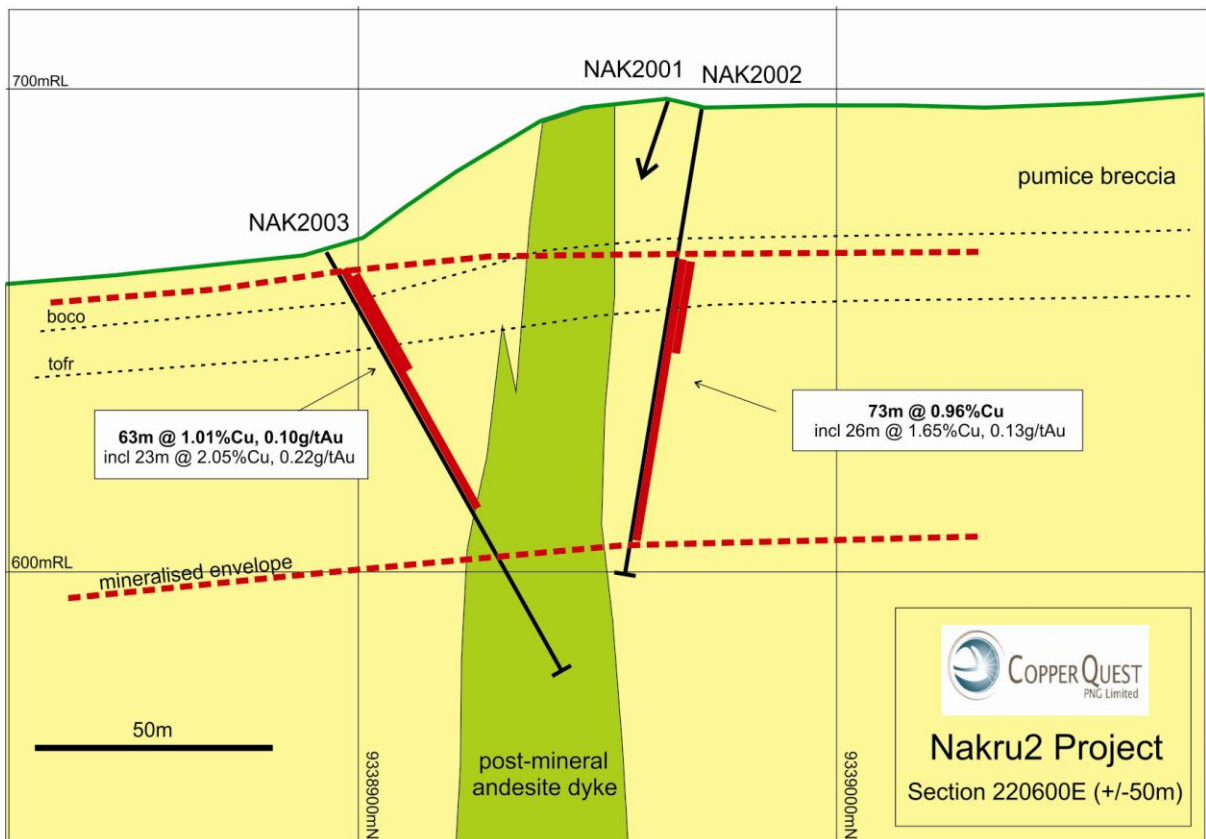 NAK2001
NAK2002
700mRL
pumice breccia
NAK2003
boco
tofr
63m @ 1.01%Cu, 0.10g/tAu
incl 23m @ 2.05%Cu, 0.22g/tAu
73m @ 0.96%Cu
incl 26m @ 1.65%Cu, 0.13g/tAu
600mRL
mineralised envelope
50m
post-mineral
andesite dyke
9338900mN
9339000mN
COPPERQUEST
PNG Limited
Nakru2 Project
Section 220600E (+/-50m)